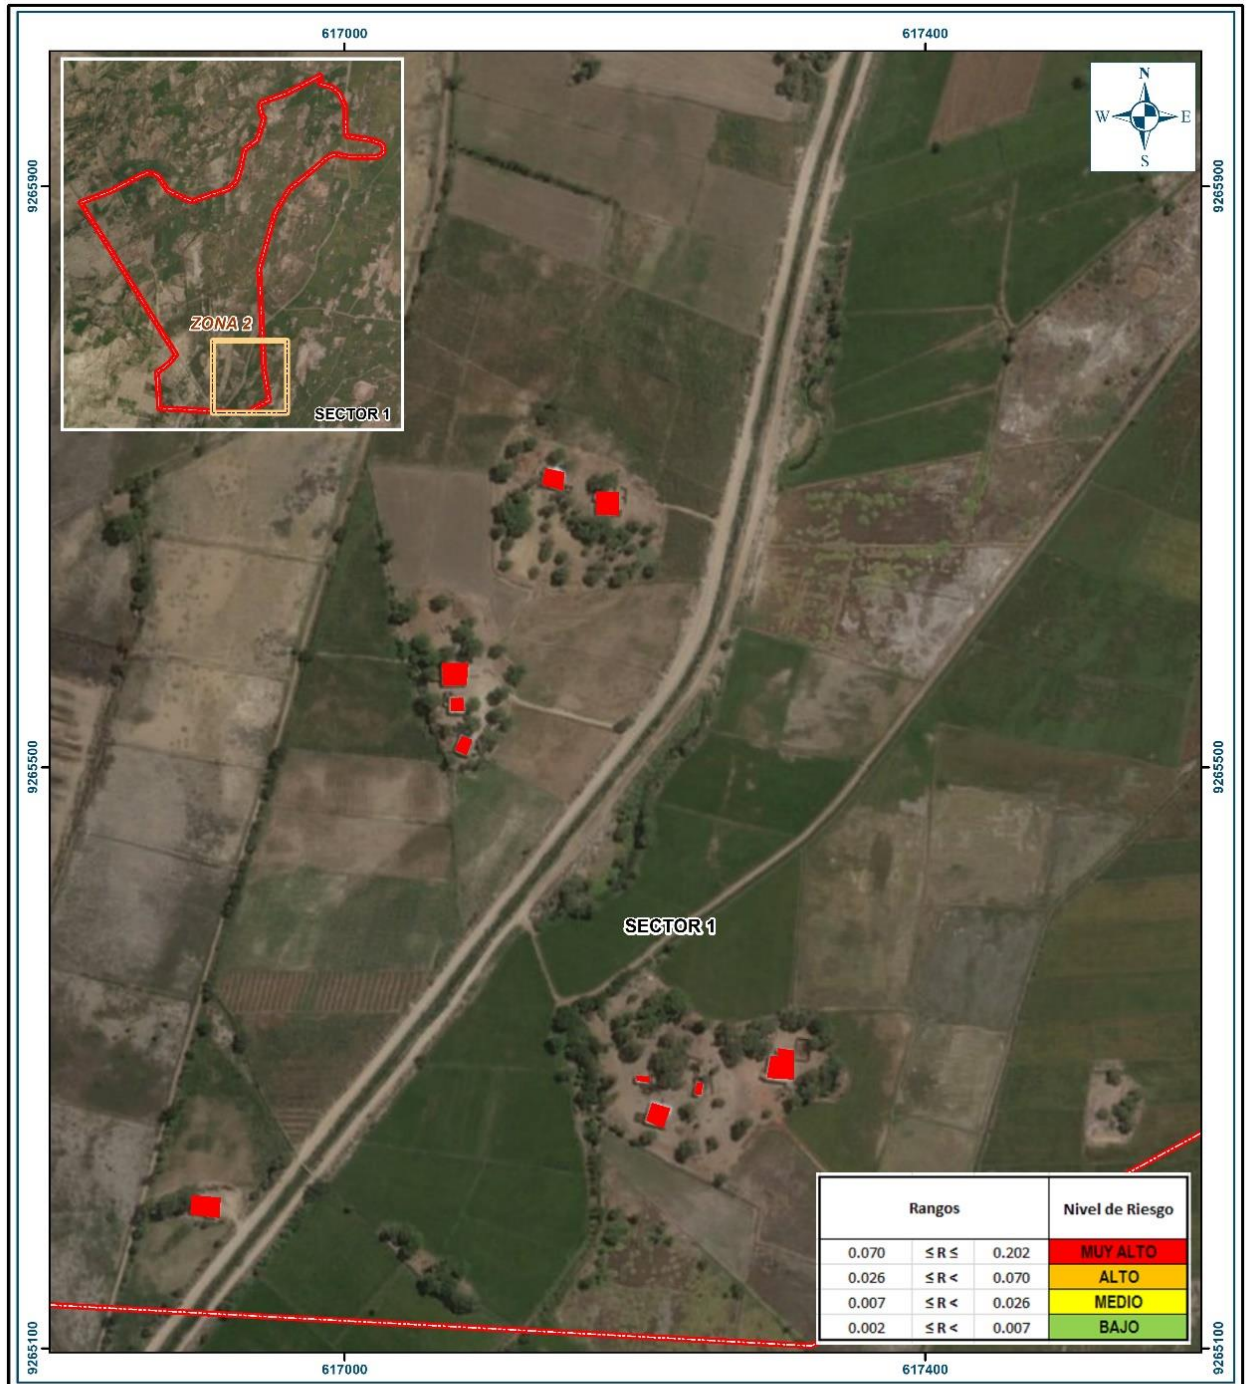 617000 617400
N
W E
S
9265900 9265900
ZONA 2
SECTOR 1
9265500 9265500
SECTOR 1
Rangos Nivel de Riesgo
0.070 ≤ R ≤ 0.202 MUY ALTO
0.026 ≤ R < 0.070 ALTO
0.007 ≤ R < 0.026 MEDIO
0.002 ≤ R < 0.007 BAJO
9265100 9265100
617000 617400